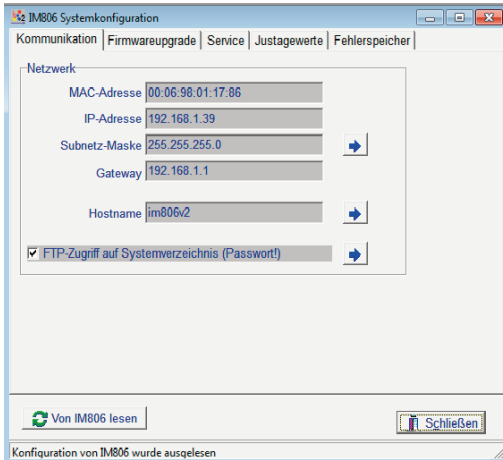 IM806 Systemkonfiguration
Kommunikation Firmwareupgrade Service Justagewerte Fehlerspeicher
Netzwerk
MAC-Adresse 00:06:98:01:17:86
IP-Adresse 192.168.1.39
Subnetz-Maske 255.255.255.0
Gateway 192.168.1.1
Hostname im806v2
FTP-Zugriff auf Systemverzeichnis (Passwort!)
Von IM806 lesen
Schließen
Konfiguration von IM806 wurde ausgelesen